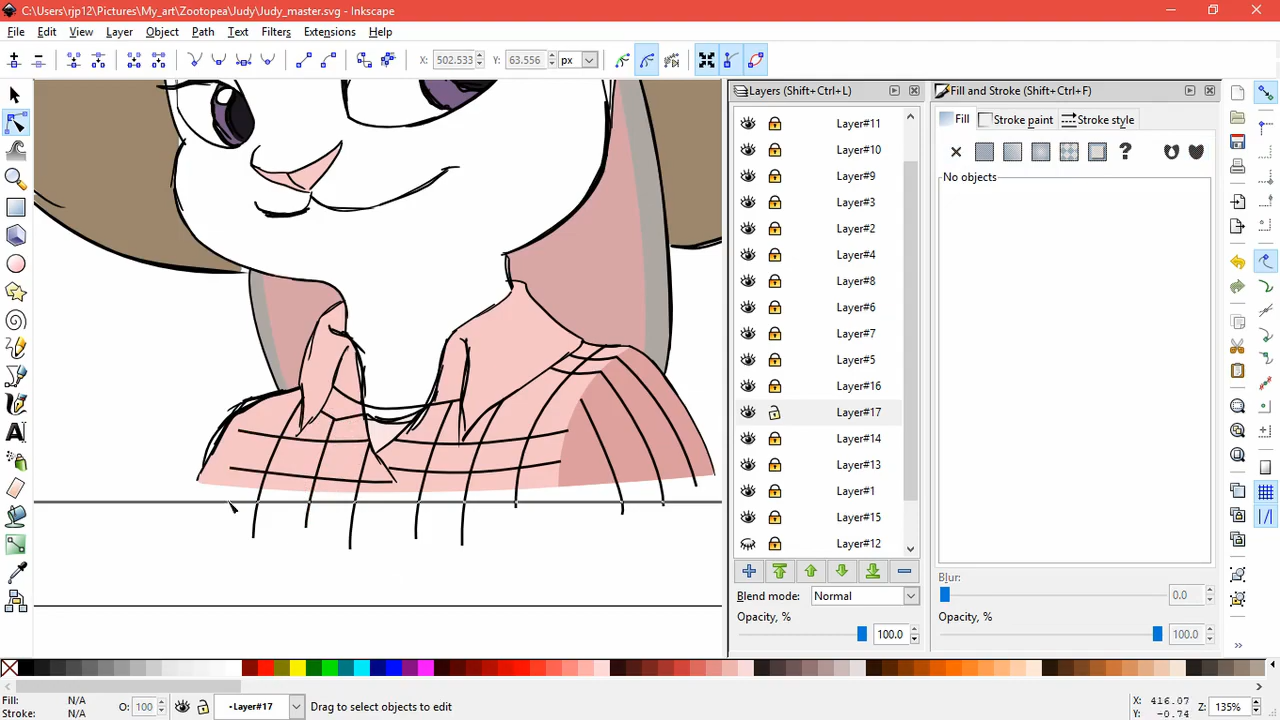 C:\Users\rjp12\Pictures\My_art\Zootopea\Judy\Judy_master.svg - Inkscape
File Edit View Layer Object Path Text Filters Extensions Help
X: 502.533 Y: 63.556 px
Layers (Shift+Ctrl+L)
Layer#11
Layer#10
Layer#9
Layer#3
Layer#2
Layer#4
Layer#8
Layer#6
Layer#7
Layer#5
Layer#16
Layer#17
Layer#14
Layer#13
Layer#1
Layer#15
Layer#12
Blend mode: Normal
Opacity, %
100.0
Fill and Stroke (Shift+Ctrl+F)
Fill Stroke paint Stroke style
No objects
Blur:
0.0
Opacity, %
100.0
Fill: N/A
Stroke: N/A
O: 100
·Layer#17
Drag to select objects to edit
X: 416.07
Y: -0.74
Z: 135%